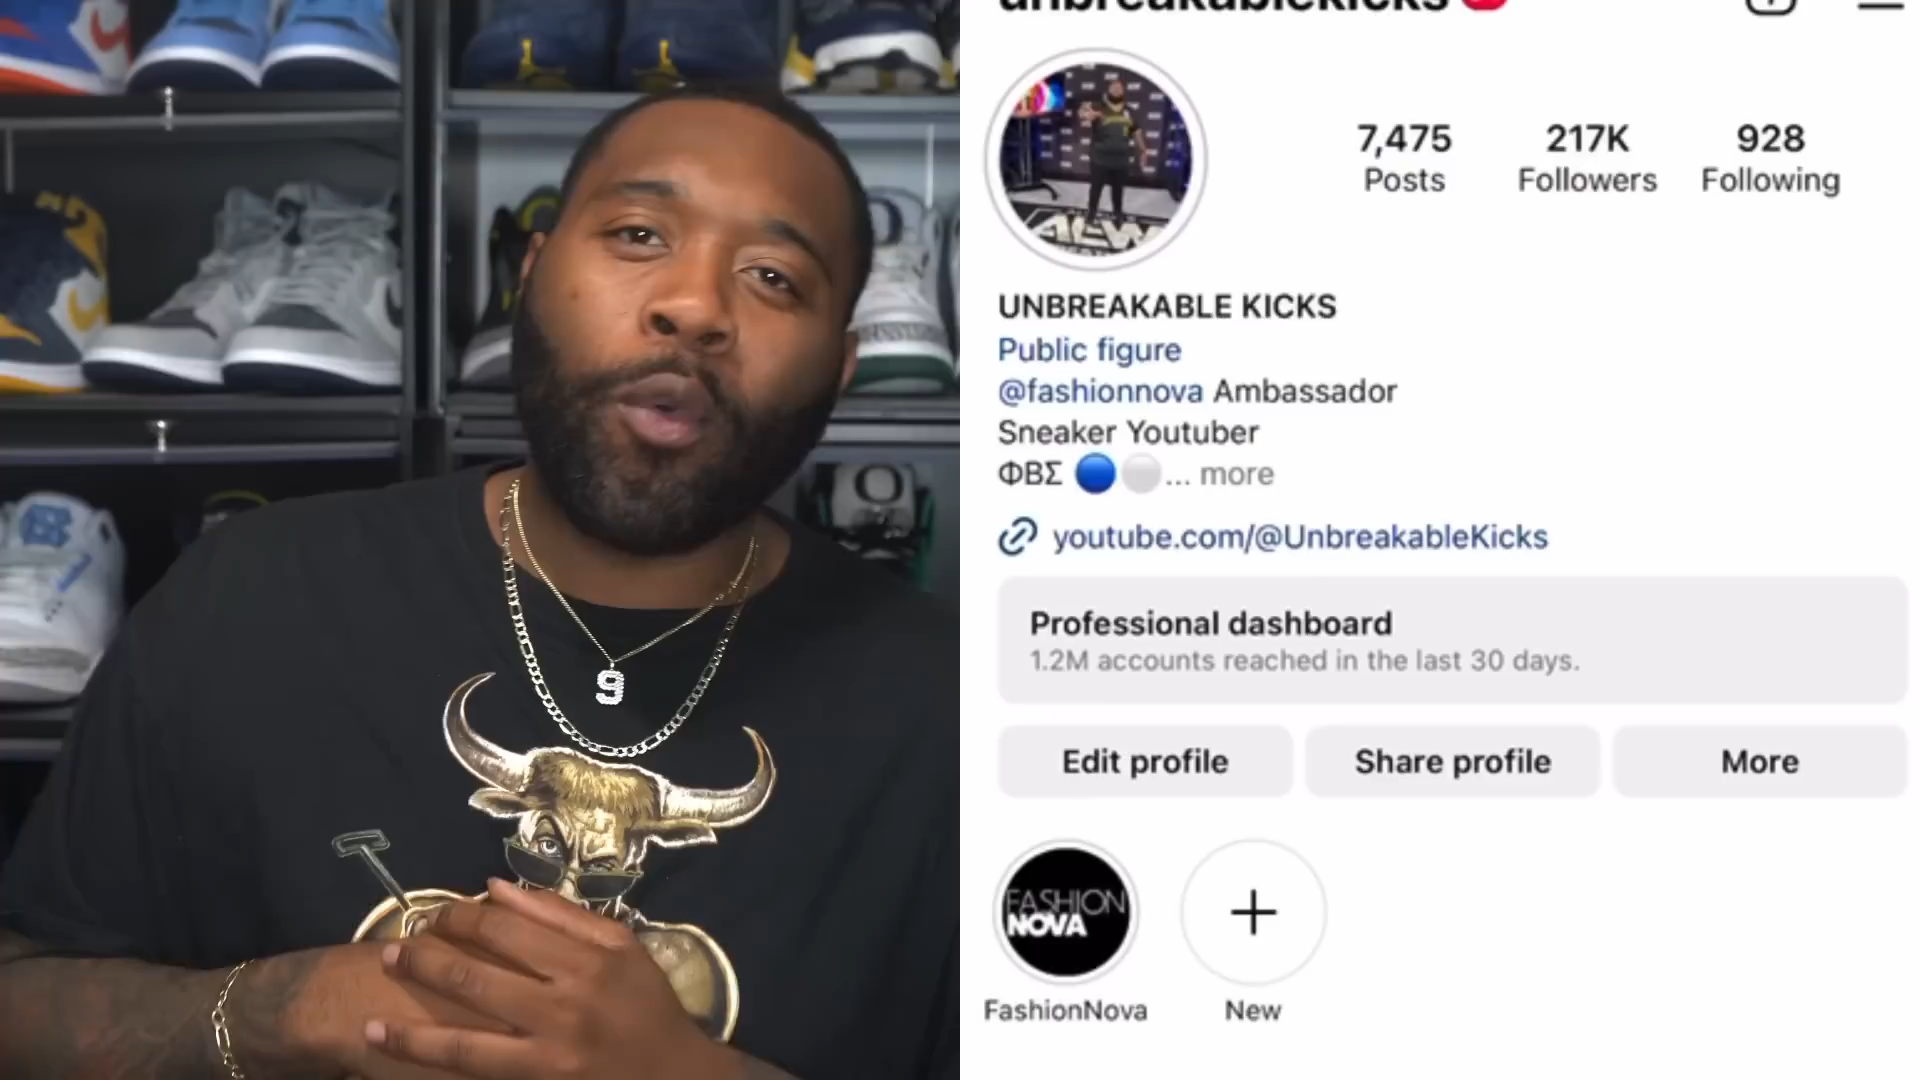 unbreakablekicks
7,475
Posts
217K
Followers
928
Following
AEW
UNBREAKABLE KICKS
Public figure
@fashionnova Ambassador
Sneaker Youtuber
ΦΒΣ 🔵⚪... more
youtube.com/@UnbreakableKicks
Professional dashboard
1.2M accounts reached in the last 30 days.
Edit profile
Share profile
More
FASHION
NOVA
FashionNova
New
9